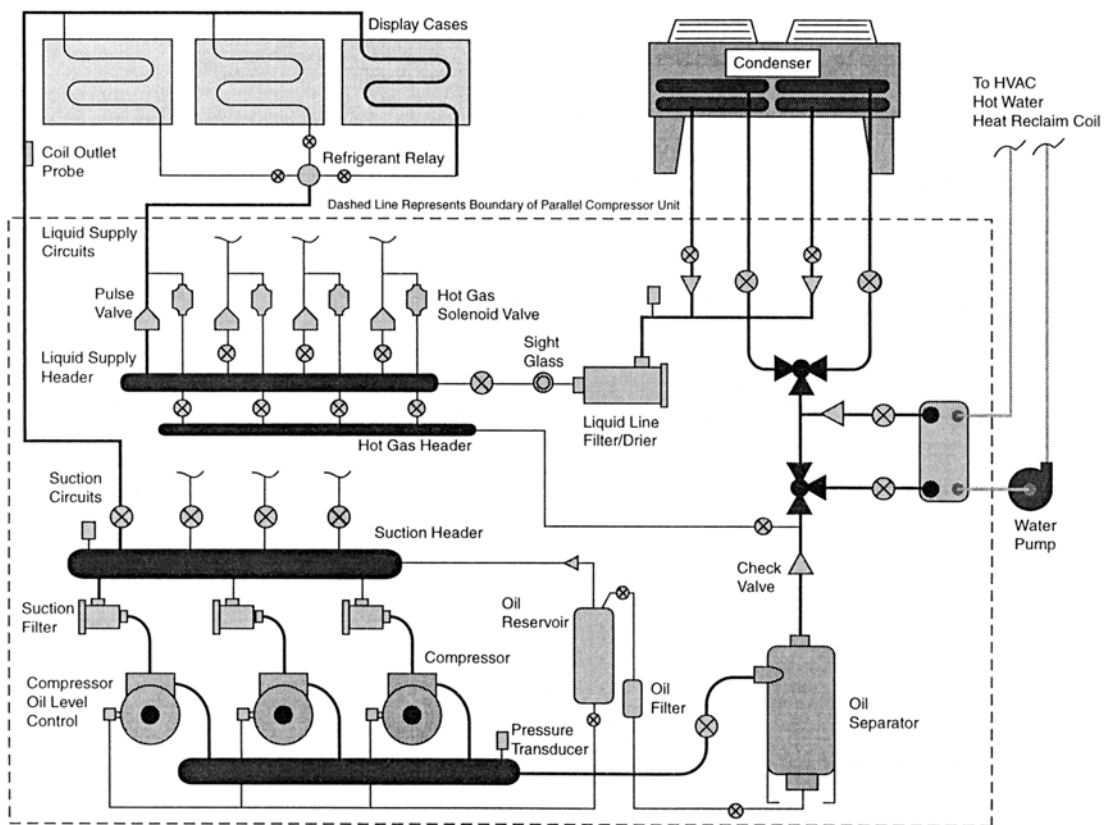 Display Cases
Condenser
To HVAC
Hot Water
Heat Reclaim Coil
Coil Outlet
Probe
Refrigerant Relay
Dashed Line Represents Boundary of Parallel Compressor Unit
Liquid Supply
Circuits
Pulse
Valve
Hot Gas
Solenoid Valve
Liquid Supply
Header
Sight
Glass
Liquid Line
Filter/Drier
Hot Gas Header
Suction
Circuits
Suction Header
Water
Pump
Check
Valve
Suction
Filter
Oil
Reservoir
Compressor
Compressor
Oil Level
Control
Oil
Filter
Oil
Separator
Pressure
Transducer